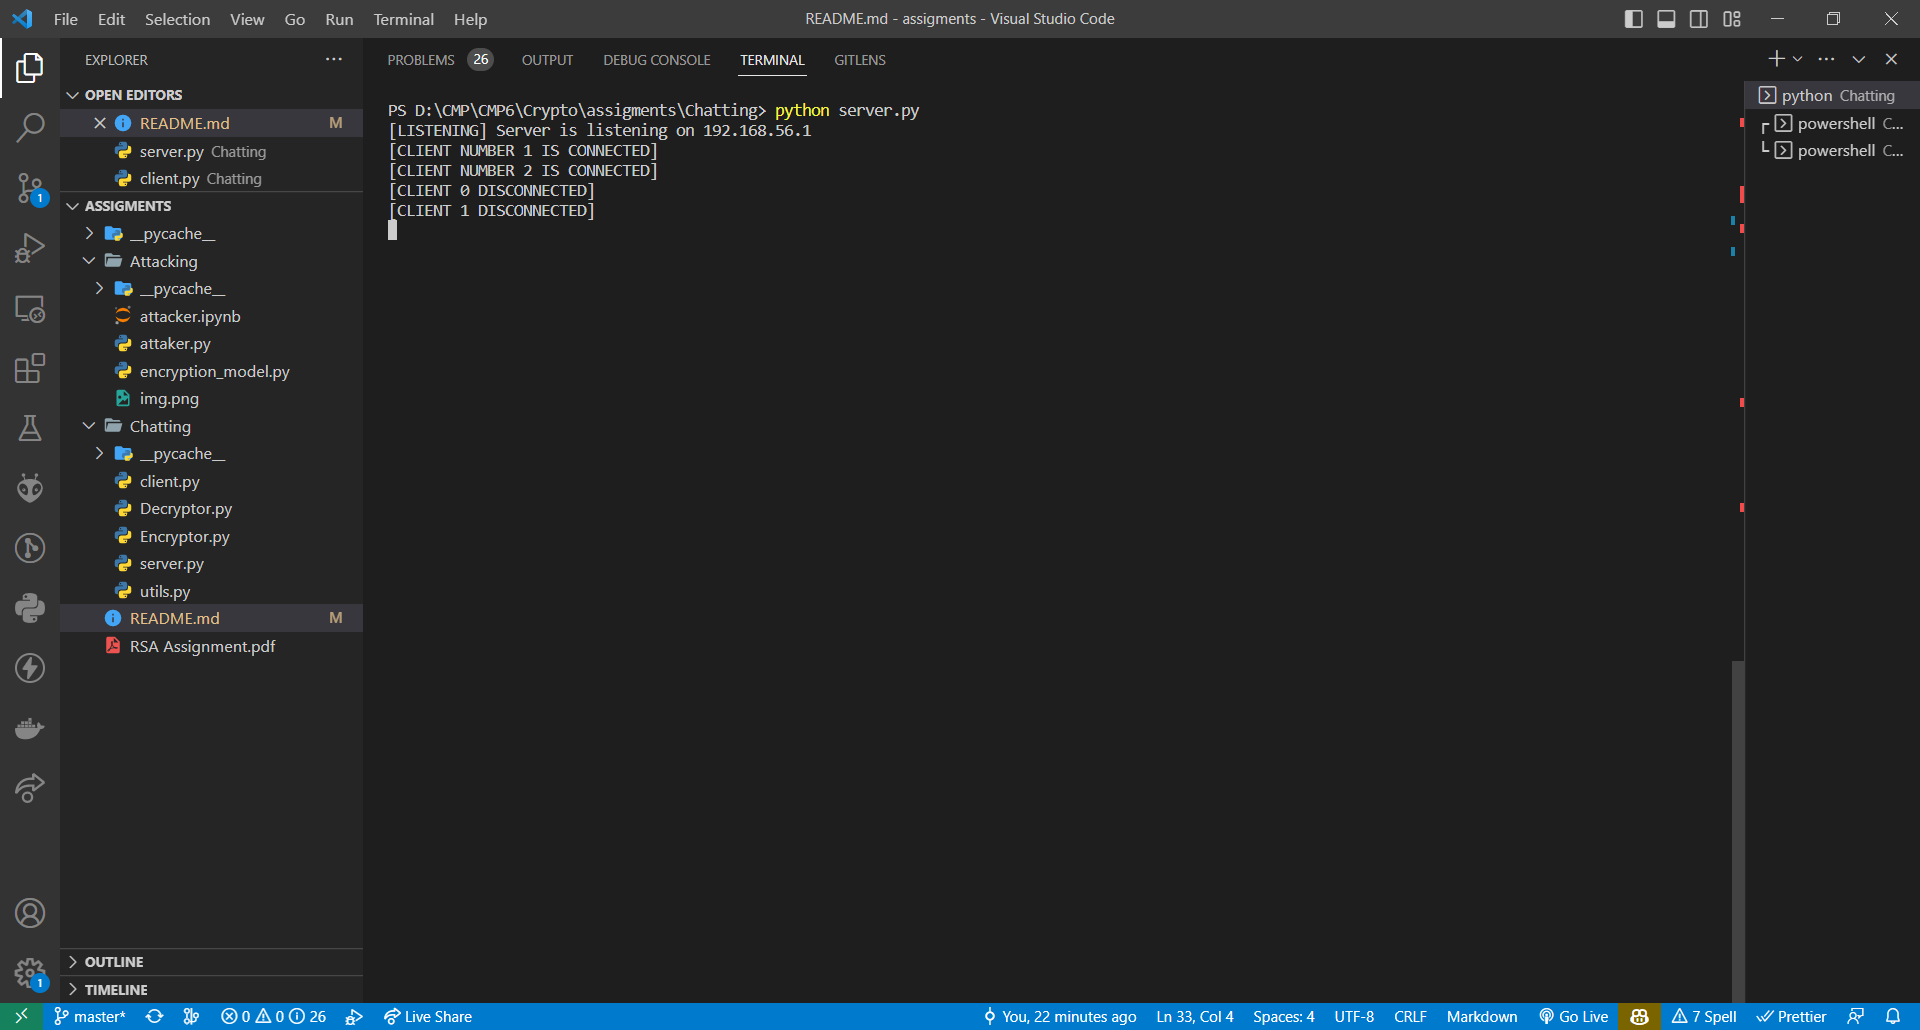 File Edit Selection View Go Run Terminal Help
README.md - assigments - Visual Studio Code
EXPLORER
OPEN EDITORS
README.md M
server.py Chatting
client.py Chatting
ASSIGMENTS
__pycache__
Attacking
__pycache__
attacker.ipynb
attaker.py
encryption_model.py
img.png
Chatting
__pycache__
client.py
Decryptor.py
Encryptor.py
server.py
utils.py
README.md M
RSA Assignment.pdf
OUTLINE
TIMELINE
1
1
PROBLEMS 26 OUTPUT DEBUG CONSOLE TERMINAL GITLENS
PS D:\CMP\CMP6\Crypto\assigments\Chatting> python server.py
[LISTENING] Server is listening on 192.168.56.1
[CLIENT NUMBER 1 IS CONNECTED]
[CLIENT NUMBER 2 IS CONNECTED]
[CLIENT 0 DISCONNECTED]
[CLIENT 1 DISCONNECTED]
python Chatting
powershell C...
powershell C...
master* 0 0 26 Live Share You, 22 minutes ago Ln 33, Col 4 Spaces: 4 UTF-8 CRLF Markdown Go Live 7 Spell Prettier